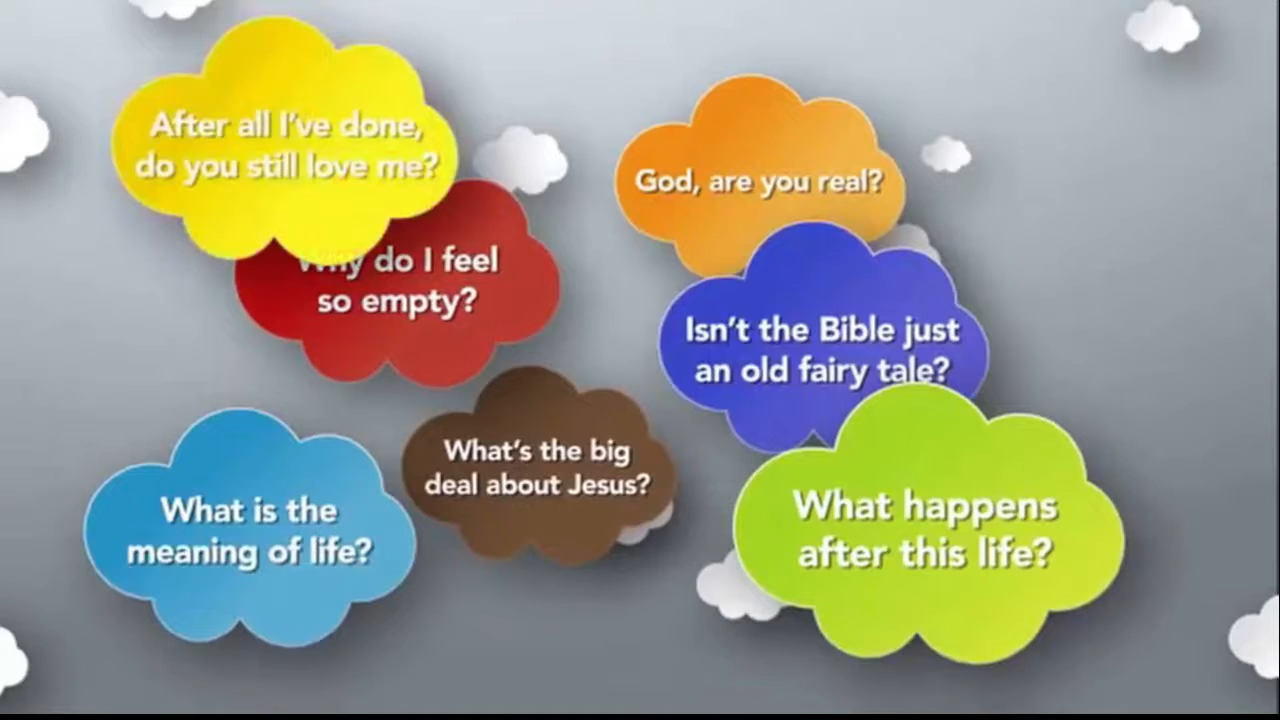 After all I've done,
do you still love me?
God, are you real?
Why do I feel
so empty?
Isn't the Bible just
an old fairy tale?
What's the big
deal about Jesus?
What is the
meaning of life?
What happens
after this life?